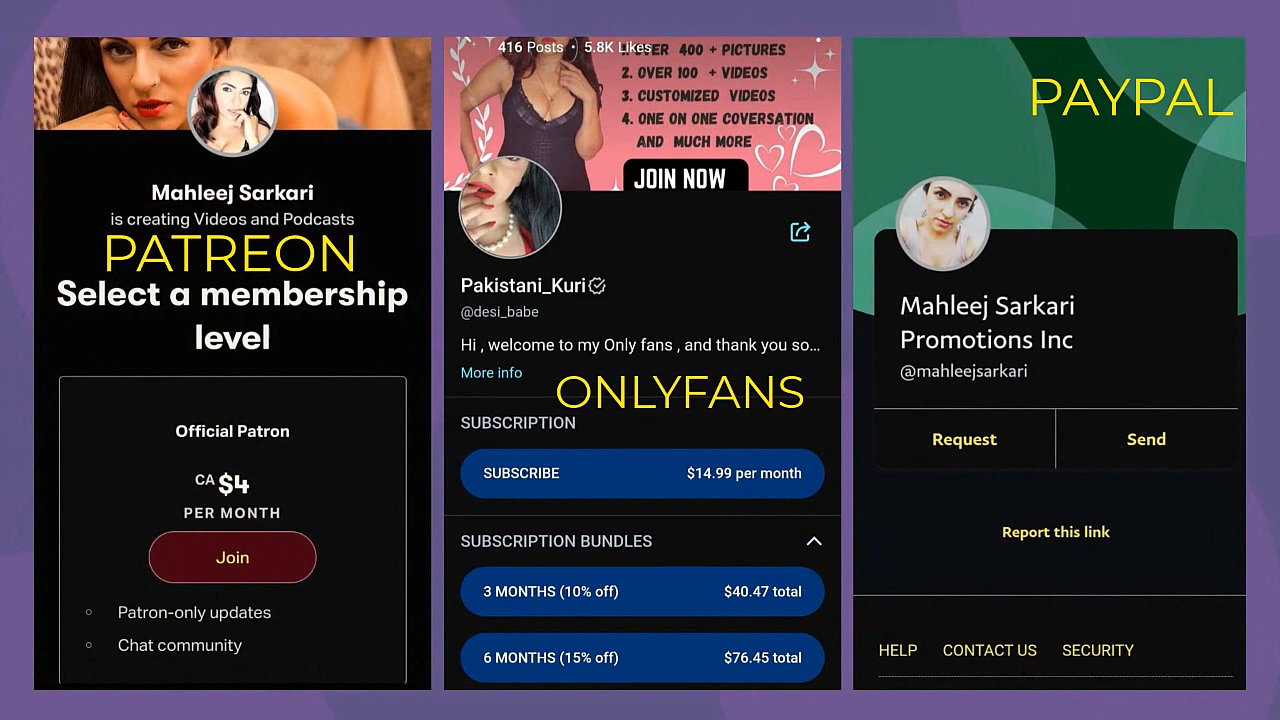 Mahleej Sarkari
is creating Videos and Podcasts
PATREON
Select a membership
level
Official Patron
CA $4
PER MONTH
Join
Patron-only updates
Chat community
416 Posts • 5.8K Likes
OVER 400 + PICTURES
2. OVER 100 + VIDEOS
3. CUSTOMIZED VIDEOS
4. ONE ON ONE COVERSATION
AND MUCH MORE
JOIN NOW
Pakistani_Kuri
@desi_babe
Hi , welcome to my Only fans , and thank you so...
More info
ONLYFANS
SUBSCRIPTION
SUBSCRIBE $14.99 per month
SUBSCRIPTION BUNDLES
3 MONTHS (10% off) $40.47 total
6 MONTHS (15% off) $76.45 total
PAYPAL
Mahleej Sarkari
Promotions Inc
@mahleejsarkari
Request Send
Report this link
HELP CONTACT US SECURITY